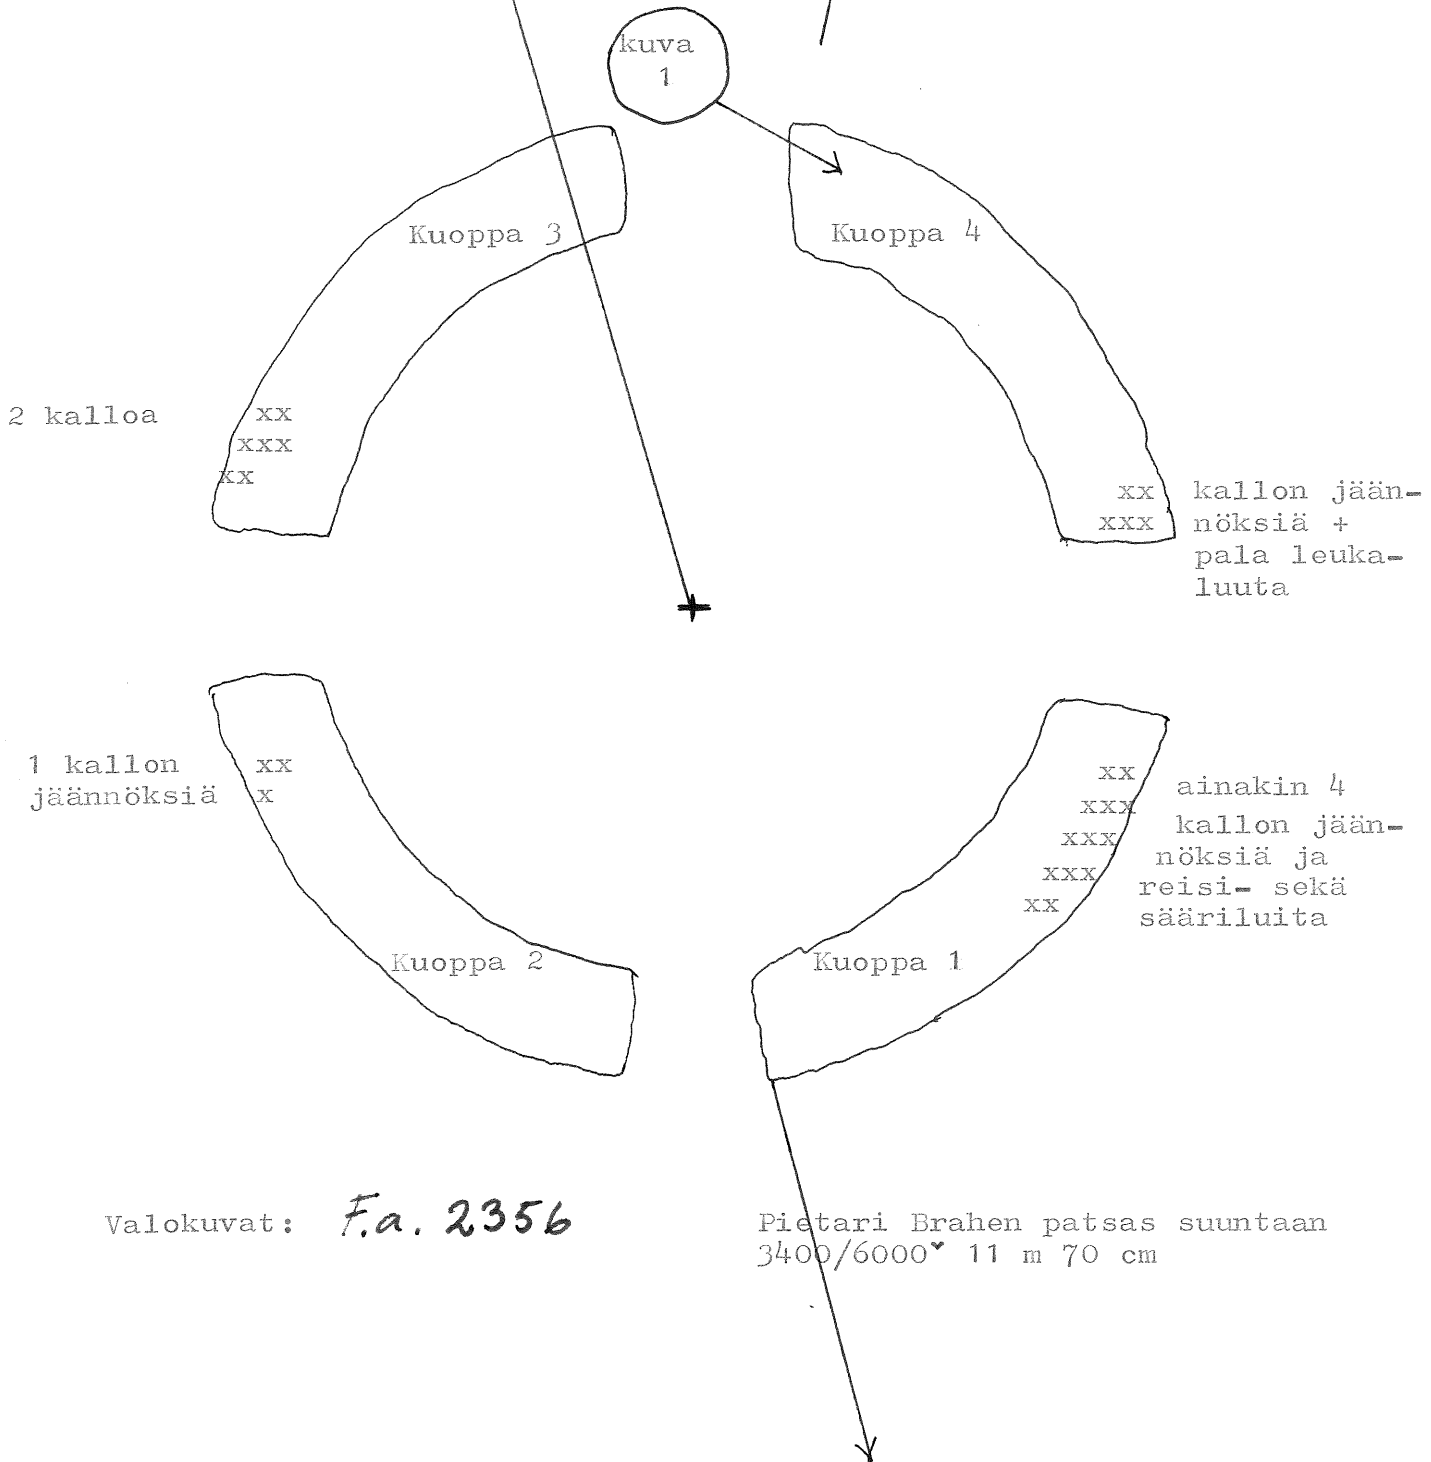 kuva
1
Kuoppa 3
Kuoppa 4
2 kalloa
xx
xxx
xx
xx kallon jään-
xxx nöksiä +
pala leuka-
luuta
1 kallon xx
jäännöksiä x
xx
ainakin 4
xxx
kallon jään-
xxx
nöksiä ja
xxx
reisi- sekä
xx
sääriluita
Kuoppa 2
Kuoppa 1
Valokuvat: F.a. 2356
Pietari Brahen patsas suuntaan
3400/6000ˇ 11 m 70 cm